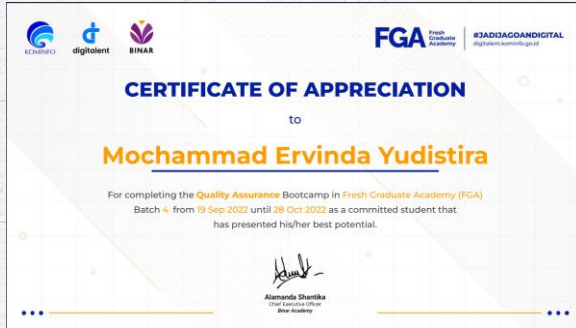 KOMINFO
digitalent
BINAR
FGA Fresh Graduate Academy
#JADIJAGOANDIGITAL
digitalent.kominfo.go.id
CERTIFICATE OF APPRECIATION
to
Mochammad Ervinda Yudistira
For completing the Quality Assurance Bootcamp in Fresh Graduate Academy (FGA)
Batch 4 from 19 Sep 2022 until 28 Oct 2022 as a committed student that
has presented his/her best potential.
Alamanda Shantika
Chief Executive Officer
Binar Academy